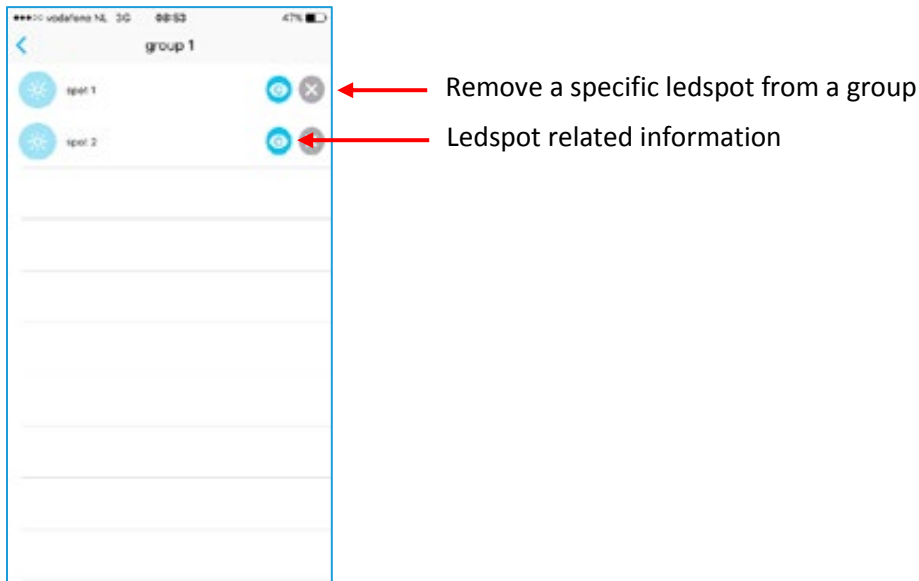 vodafone NL 3G 08:53 47%
group 1
spot 1
Remove a specific ledspot from a group
spot 2
Ledspot related information